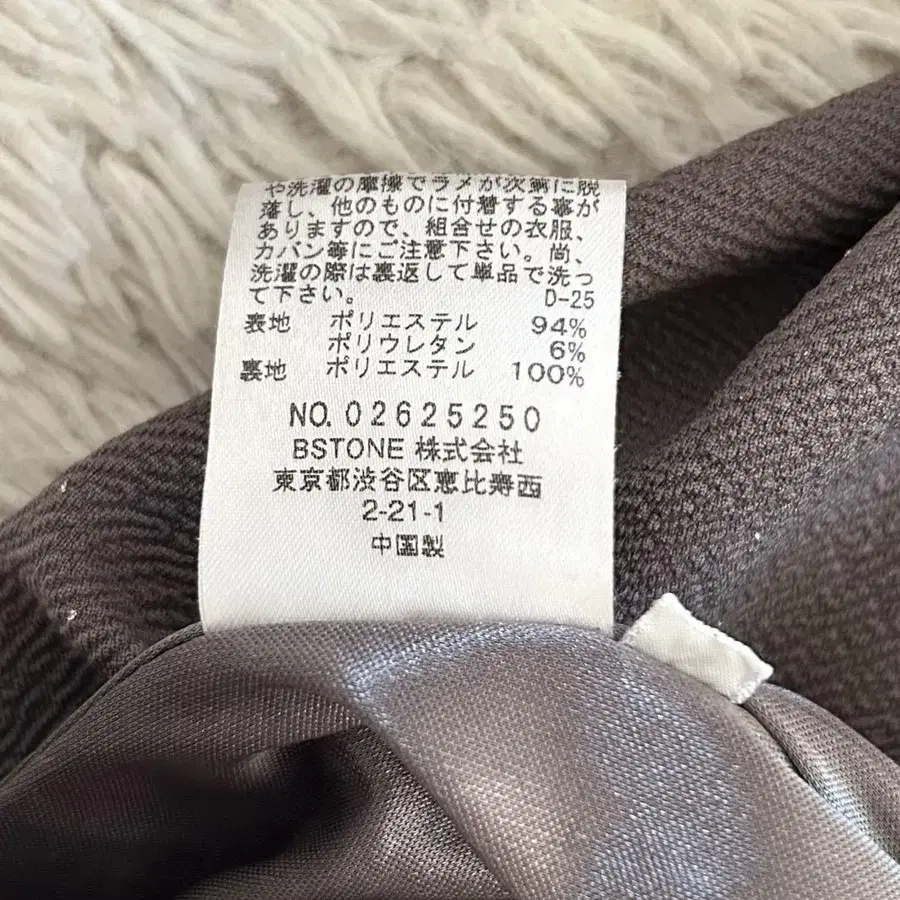 や洗濯の摩擦でラメが次第に脱
落し、他のものに付着する事が
ありますので、組合せの衣服、
カバン等にご注意下さい。尚、
洗濯の際は裏返して単品で洗っ
て下さい。 D-25
表地 ポリエステル 94%
ポリウレタン 6%
裏地 ポリエステル 100%
NO. 02625250
BSTONE 株式会社
東京都渋谷区恵比寿西
2-21-1
中国製